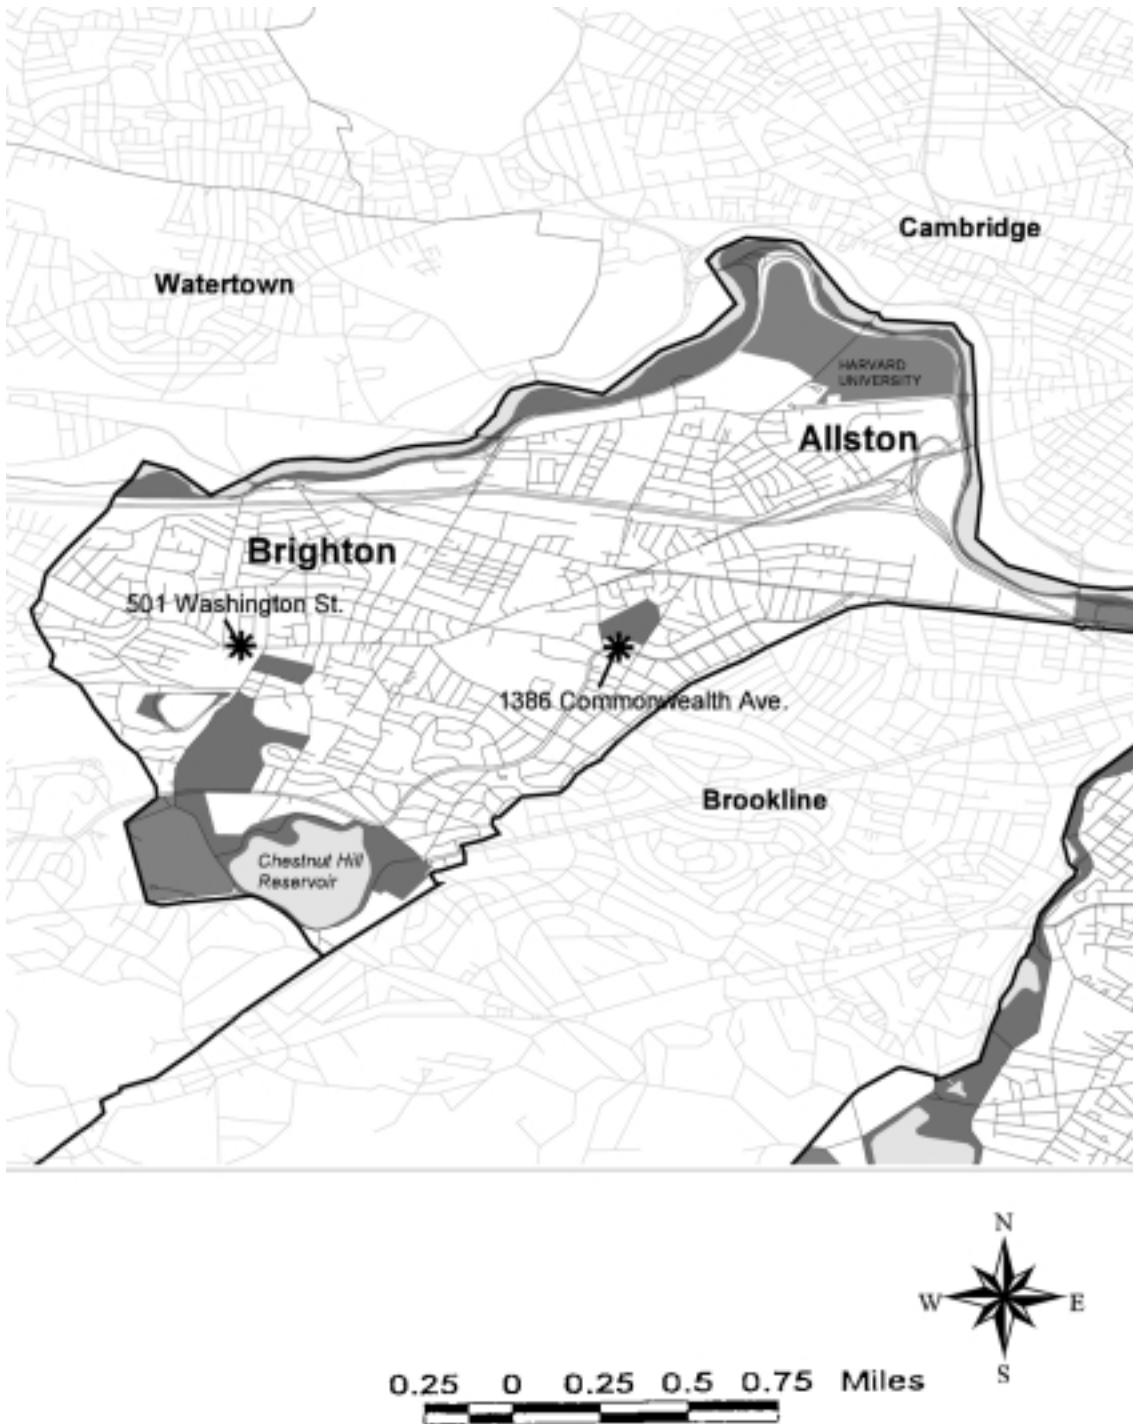 Cambridge
Watertown
HARVARD
UNIVERSITY
Allston
Brighton
501 Washington St.
1386 Commonwealth Ave.
Brookline
Chestnut Hill
Reservoir
N
W E
S
0.25 0 0.25 0.5 0.75 Miles